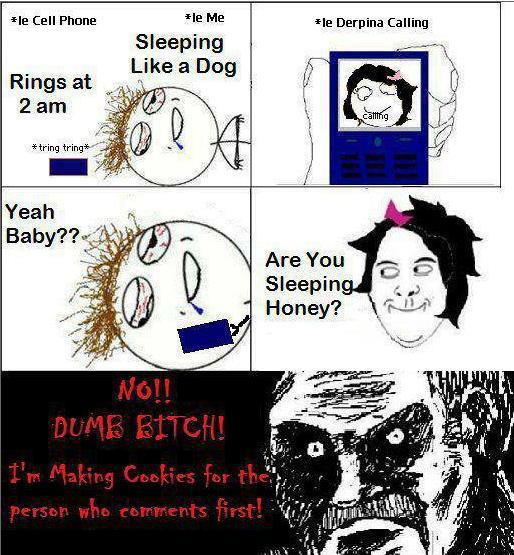 *le Cell Phone
*le Me
Sleeping
Like a Dog
Rings at
2 am
*tring tring*
*le Derpina Calling
calling
Yeah
Baby??
Are You
Sleeping
Honey?
NO!!
DUMB BITCH!
I'm Making Cookies for the
person who comments first!